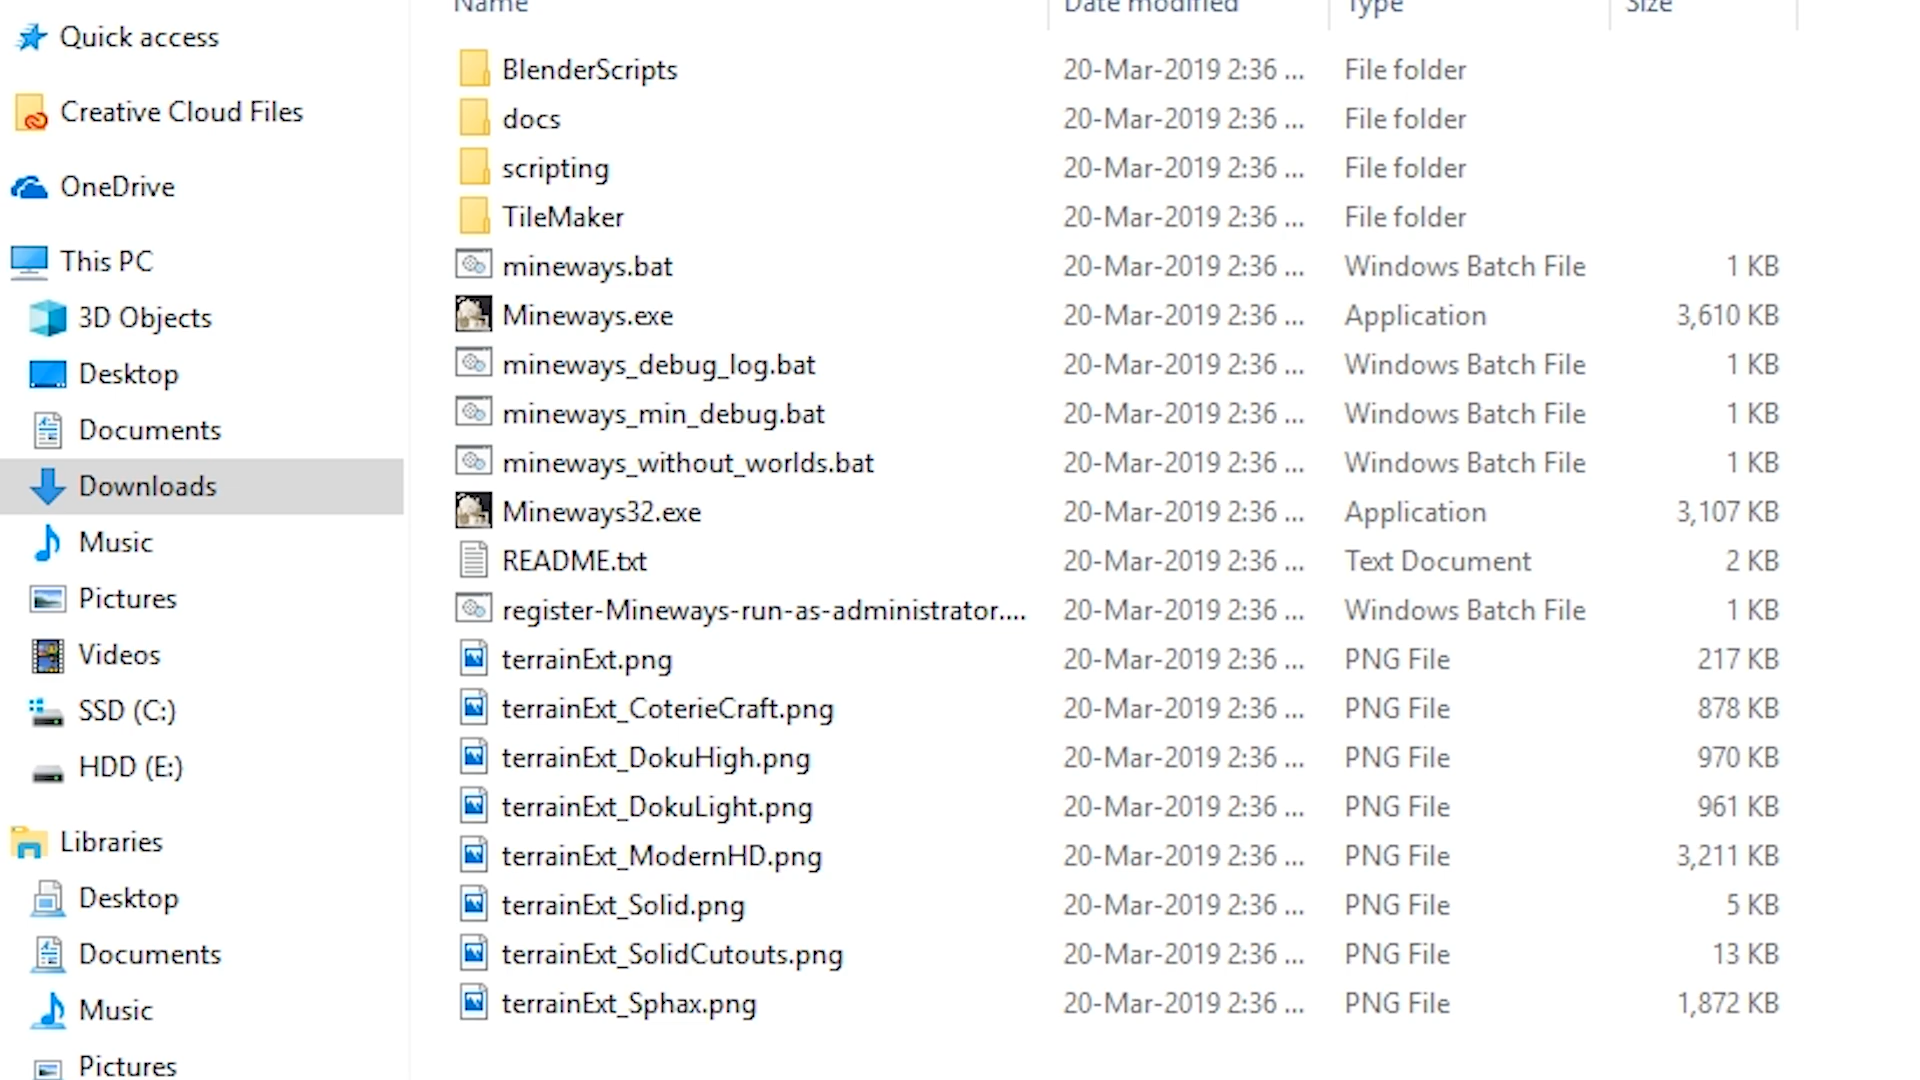 Name Date modified Type Size
Quick access
Creative Cloud Files
OneDrive
This PC
3D Objects
Desktop
Documents
Downloads
Music
Pictures
Videos
SSD (C:)
HDD (E:)
Libraries
Desktop
Documents
Music
Pictures
BlenderScripts 20-Mar-2019 2:36 ... File folder
docs 20-Mar-2019 2:36 ... File folder
scripting 20-Mar-2019 2:36 ... File folder
TileMaker 20-Mar-2019 2:36 ... File folder
mineways.bat 20-Mar-2019 2:36 ... Windows Batch File 1 KB
Mineways.exe 20-Mar-2019 2:36 ... Application 3,610 KB
mineways_debug_log.bat 20-Mar-2019 2:36 ... Windows Batch File 1 KB
mineways_min_debug.bat 20-Mar-2019 2:36 ... Windows Batch File 1 KB
mineways_without_worlds.bat 20-Mar-2019 2:36 ... Windows Batch File 1 KB
Mineways32.exe 20-Mar-2019 2:36 ... Application 3,107 KB
README.txt 20-Mar-2019 2:36 ... Text Document 2 KB
register-Mineways-run-as-administrator.... 20-Mar-2019 2:36 ... Windows Batch File 1 KB
terrainExt.png 20-Mar-2019 2:36 ... PNG File 217 KB
terrainExt_CoterieCraft.png 20-Mar-2019 2:36 ... PNG File 878 KB
terrainExt_DokuHigh.png 20-Mar-2019 2:36 ... PNG File 970 KB
terrainExt_DokuLight.png 20-Mar-2019 2:36 ... PNG File 961 KB
terrainExt_ModernHD.png 20-Mar-2019 2:36 ... PNG File 3,211 KB
terrainExt_Solid.png 20-Mar-2019 2:36 ... PNG File 5 KB
terrainExt_SolidCutouts.png 20-Mar-2019 2:36 ... PNG File 13 KB
terrainExt_Sphax.png 20-Mar-2019 2:36 ... PNG File 1,872 KB